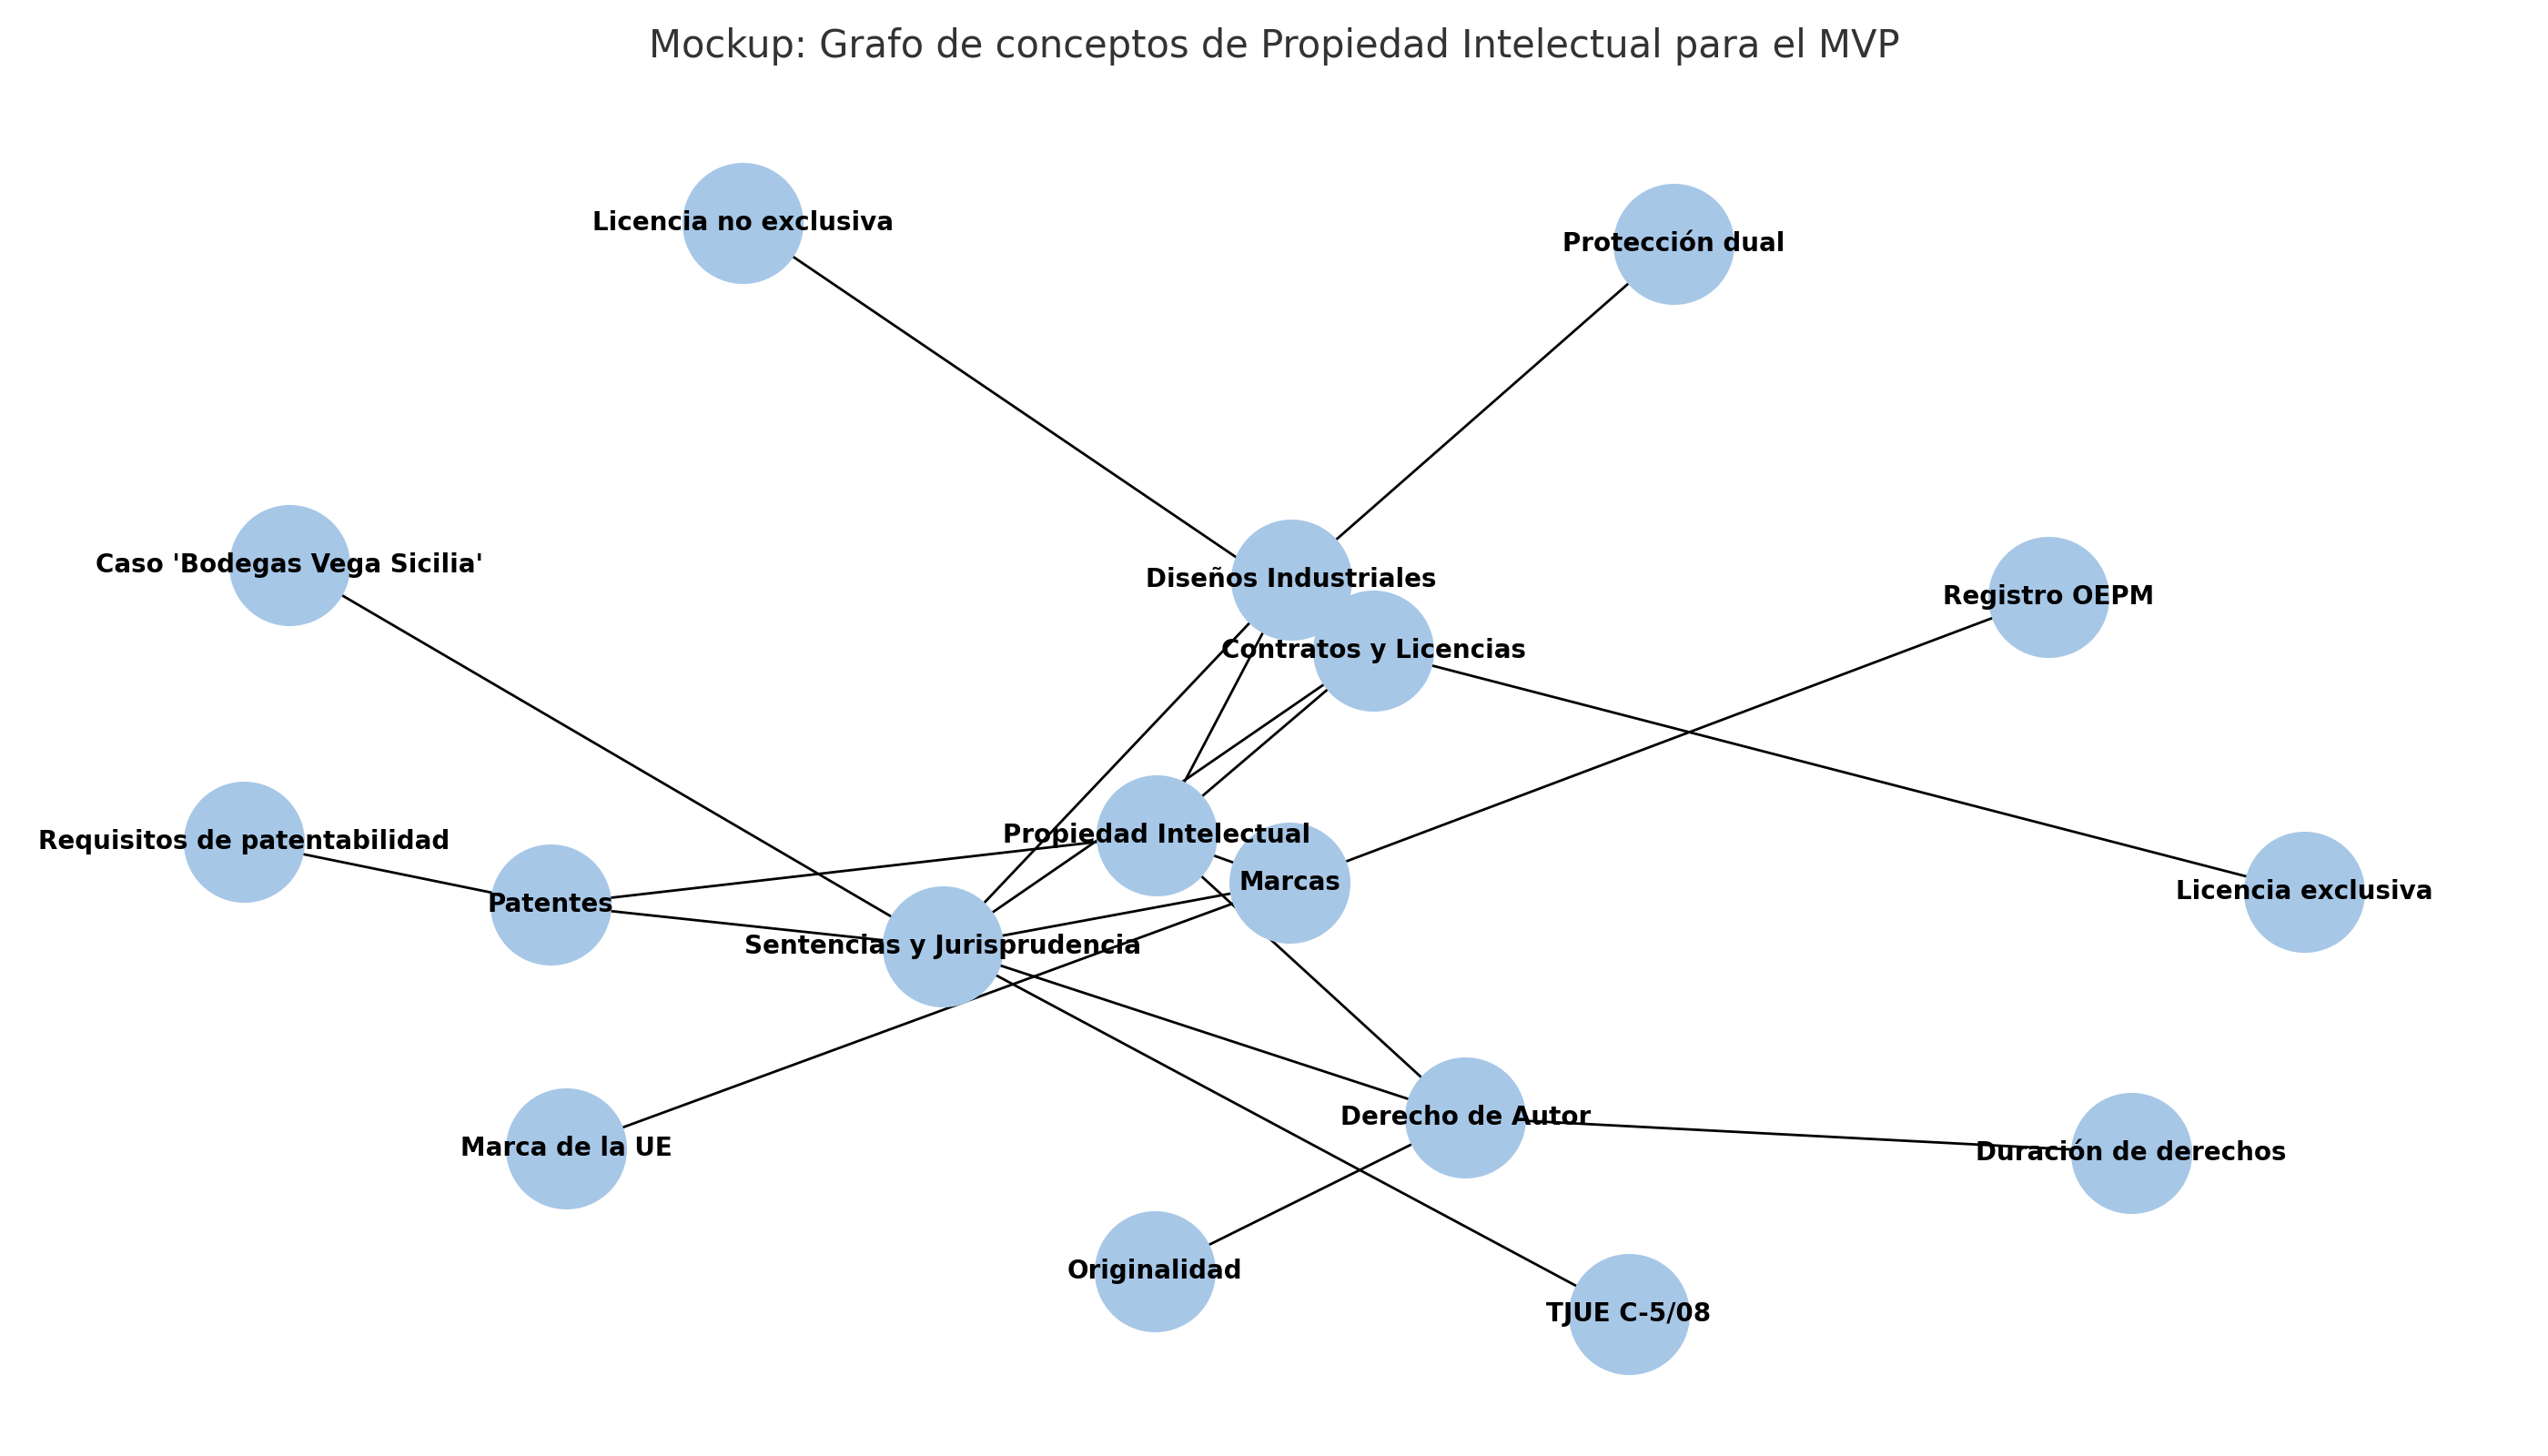 Mockup: Grafo de conceptos de Propiedad Intelectual para el MVP
Licencia no exclusiva
Protección dual
Caso 'Bodegas Vega Sicilia'
Diseños Industriales
Registro OEPM
Contratos y Licencias
Requisitos de patentabilidad
Propiedad Intelectual
Marcas
Licencia exclusiva
Patentes
Sentencias y Jurisprudencia
Marca de la UE
Derecho de Autor
Duración de derechos
Originalidad
TJUE C-5/08